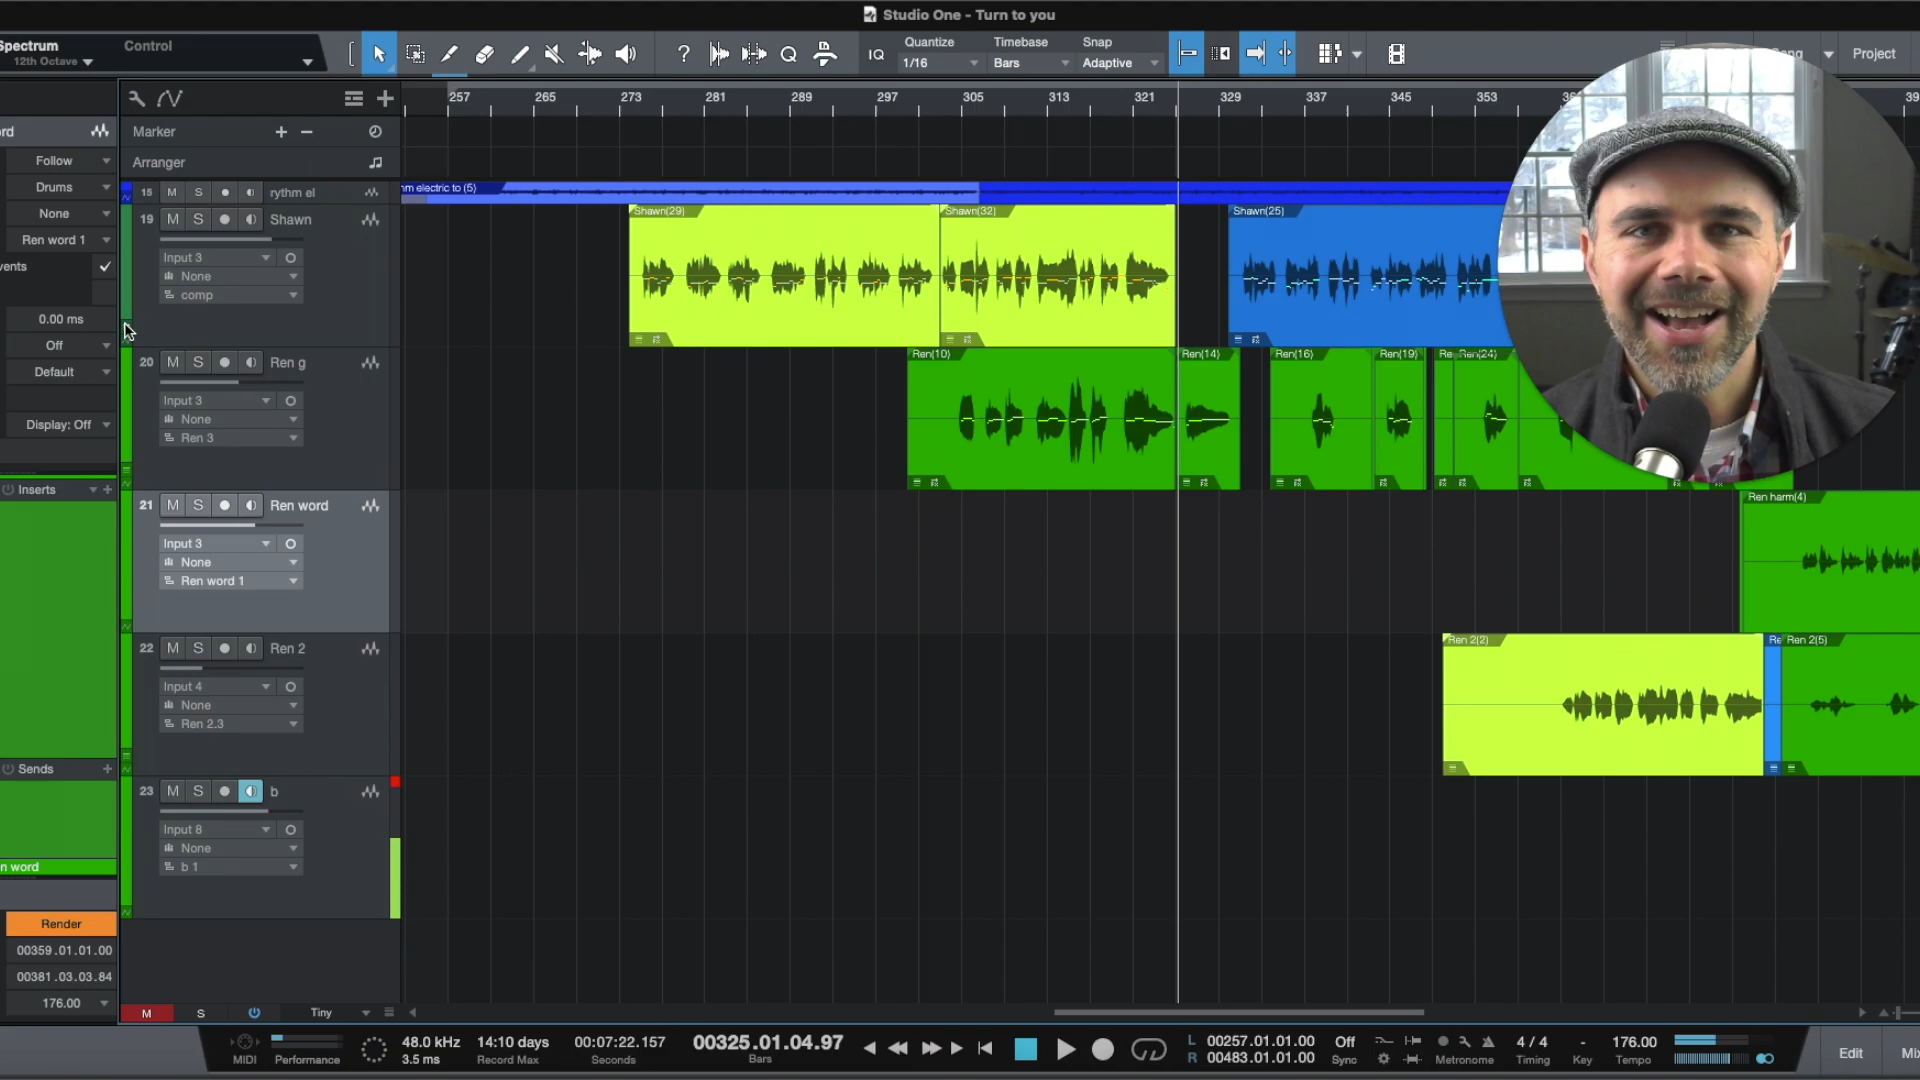 Studio One - Turn to you
Spectrum
12th Octave
Control
IQ
Quantize
1/16
Timebase
Bars
Snap
Adaptive
Project
257 265 273 281 289 297 305 313 321 329 337 345 353
Marker
Arranger
Follow
Drums
None
Ren word 1
0.00 ms
Off
Default
Display: Off
Inserts
Sends
Render
00359.01.01.00
00381.03.03.84
176.00
15 M S rythm el
19 M S Shawn
Input 3
None
comp
20 M S Ren g
Input 3
None
Ren 3
21 M S Ren word
Input 3
None
Ren word 1
22 M S Ren 2
Input 4
None
Ren 2.3
23 M S b
Input 8
None
b 1
electric to (5)
Shawn(29)
Shawn(32)
Shawn(25)
Ren(10)
Ren(14)
Ren(16)
Ren(19)
Ren(24)
Ren harm(4)
Ren 2(2)
Ren 2(5)
M S Tiny
MIDI
Performance
48.0 kHz
3.5 ms
14:10 days
Record Max
00:07:22.157
Seconds
00325.01.04.97
Bars
L 00257.01.01.00
R 00483.01.01.00
Off
Sync
Metronome
4 / 4
Timing
-
Key
176.00
Tempo
Edit